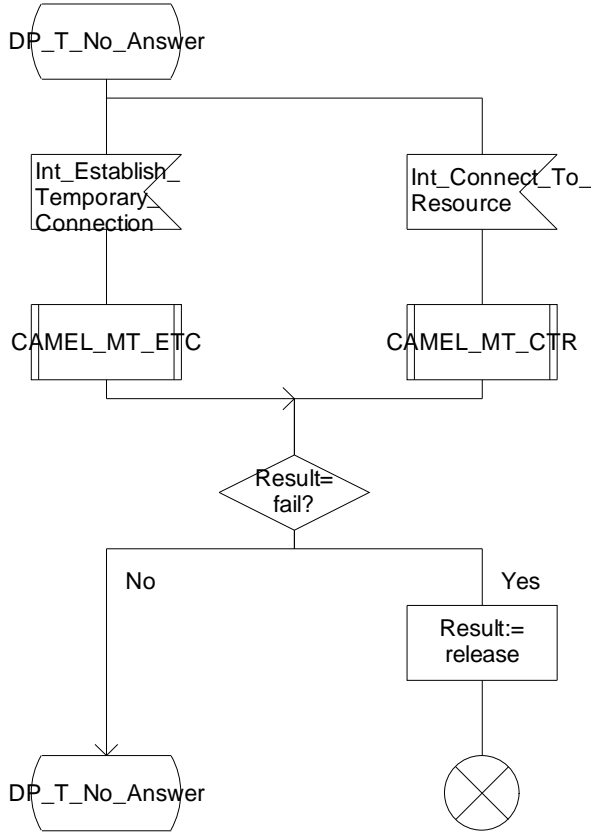 DP_T_No_Answer
Int_Establish_
Temporary_
Connection
Int_Connect_To_
Resource
CAMEL_MT_ETC
CAMEL_MT_CTR
Result=
fail?
No
Yes
Result:=
release
DP_T_No_Answer